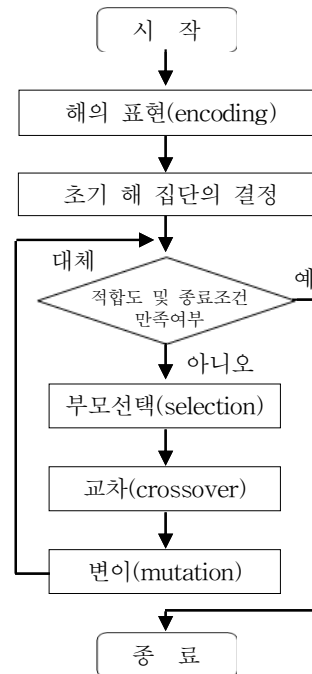 시 작
해의 표현(encoding)
초기 해 집단의 결정
대체
적합도 및 종료조건
만족여부
예
아니오
부모선택(selection)
교차(crossover)
변이(mutation)
종 료